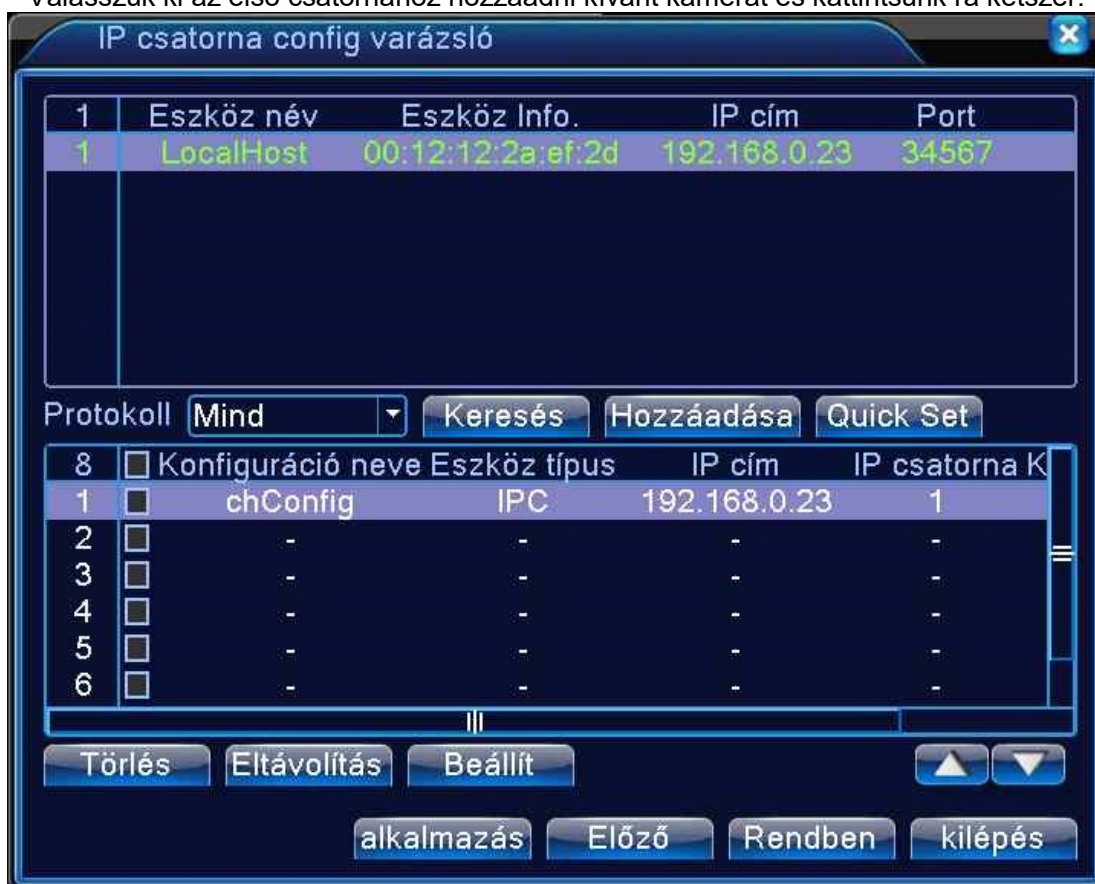 Válasszuk ki az első csatornához hozzáadni kívánt kamerát és kattintsunk rá kétszer.
IP csatorna config varázsló
1 Eszköz név Eszköz Info. IP cím Port
1 LocalHost 00:12:12:2a:ef:2d 192.168.0.23 34567
Protokoll Mind Keresés Hozzáadása Quick Set
8 Konfiguráció neve Eszköz típus IP cím IP csatorna K
1 chConfig IPC 192.168.0.23 1
2 - - - -
3 - - - -
4 - - - -
5 - - - -
6 - - - -
Törlés Eltávolítás Beállít
alkalmazás Előző Rendben kilépés